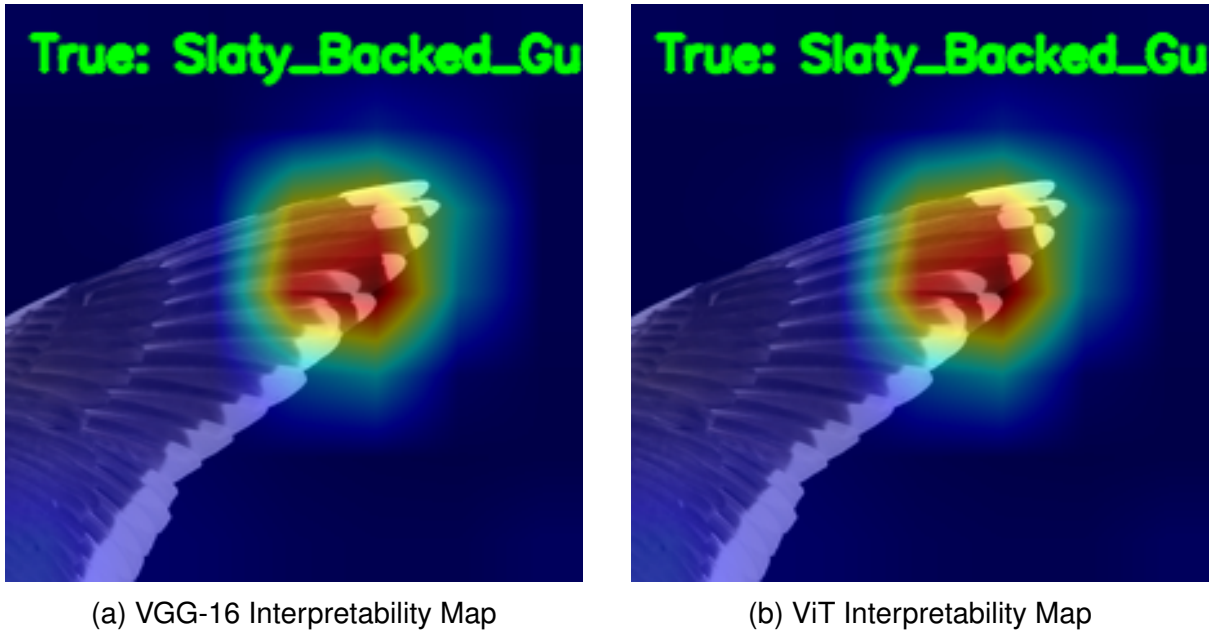 True: Slaty_Backed_Gu
True: Slaty_Backed_Gu
(a) VGG-16 Interpretability Map
(b) ViT Interpretability Map